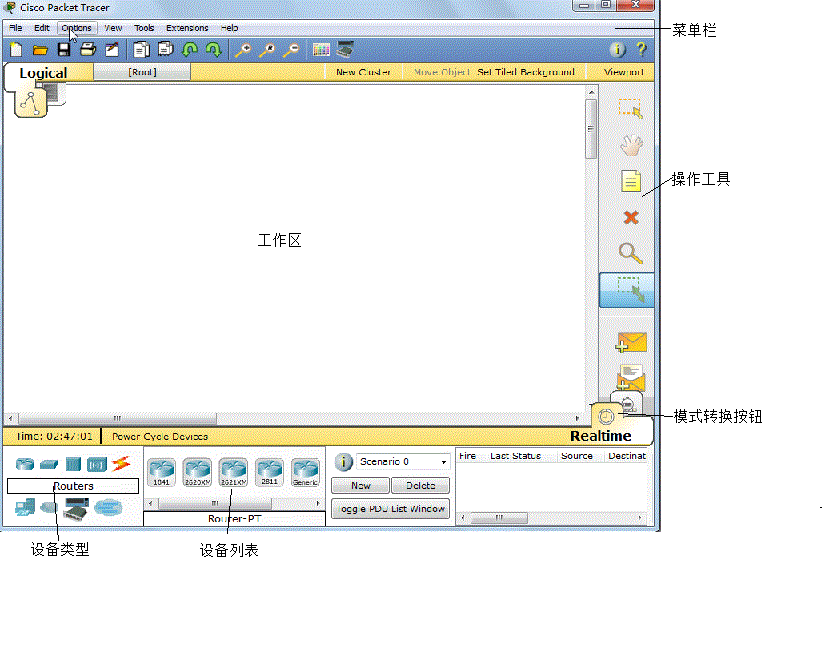 Cisco Packet Tracer
File Edit Options View Tools Extensions Help
菜单栏
Logical [Root] New Cluster Move Object Set Tiled Background Viewport
操作工具
工作区
模式转换按钮
Time: 02:47:01 Power Cycle Devices Realtime
Scenario 0
Fire Last Status Source Destinat
1841 2620XM 2621XM 2811 Generic
Routers
New Delete
Toggle PDU List Window
Router-PT
设备类型 设备列表